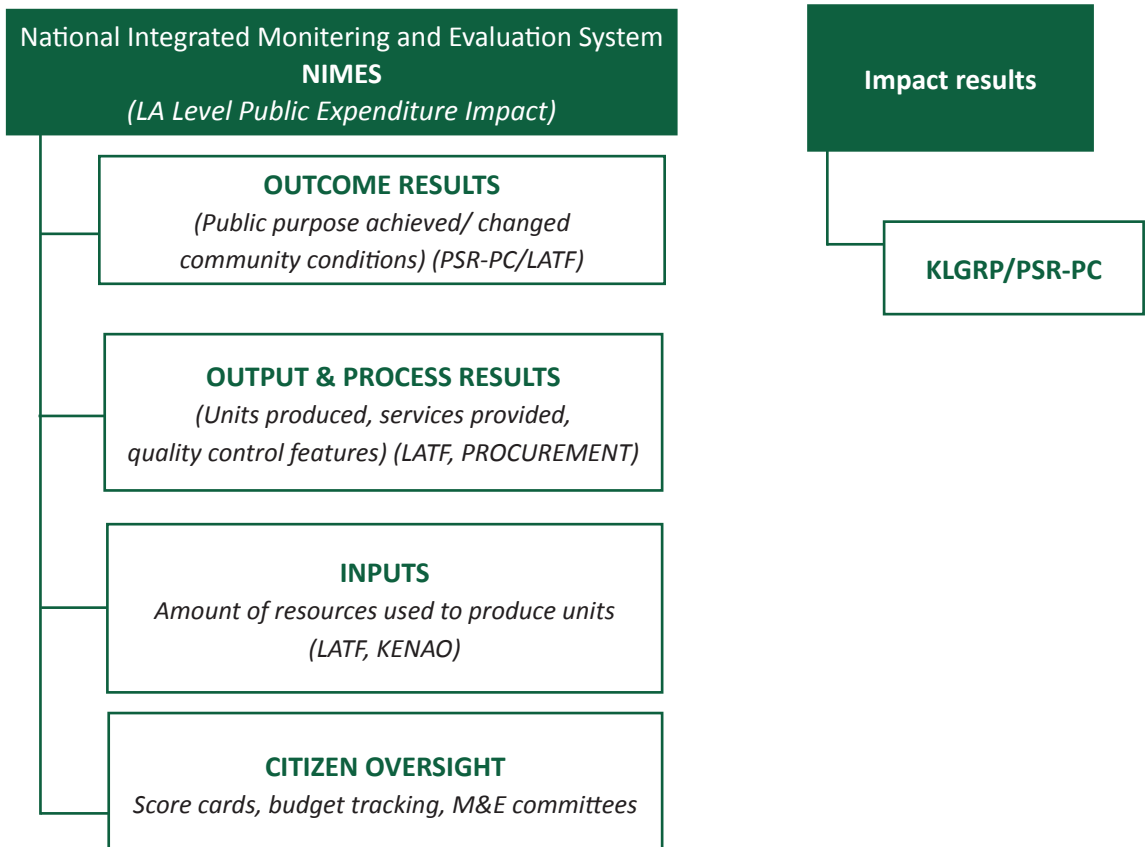 National Integrated Monitering and Evaluation System
NIMES
(LA Level Public Expenditure Impact)
OUTCOME RESULTS
(Public purpose achieved/ changed
community conditions) (PSR-PC/LATF)
OUTPUT & PROCESS RESULTS
(Units produced, services provided,
quality control features) (LATF, PROCUREMENT)
INPUTS
Amount of resources used to produce units
(LATF, KENAO)
CITIZEN OVERSIGHT
Score cards, budget tracking, M&E committees
Impact results
KLGRP/PSR-PC